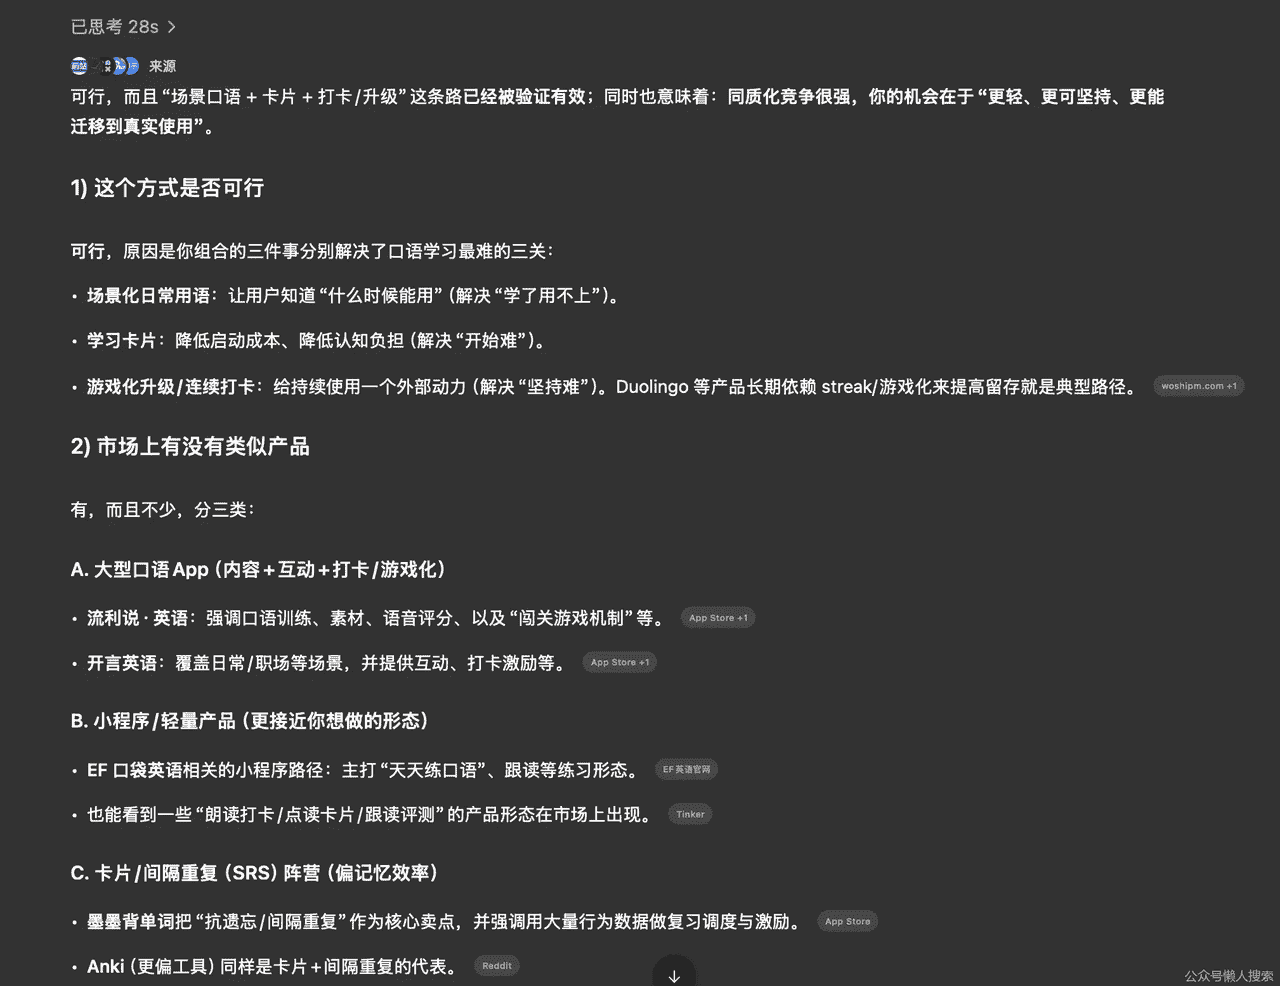 已思考 28s >
来源
可行，而且“场景口语 + 卡片 + 打卡/升级”这条路已经被验证有效；同时也意味着：同质化竞争很强，你的机会在于“更轻、更可坚持、更能
迁移到真实使用”。
1) 这个方式是否可行
可行，原因是你组合的三件事分别解决了口语学习最难的三关：
• 场景化日常用语：让用户知道“什么时候能用”（解决“学了用不上”）。
• 学习卡片：降低启动成本、降低认知负担（解决“开始难”）。
• 游戏化升级/连续打卡：给持续使用一个外部动力（解决“坚持难”）。Duolingo 等产品长期依赖 streak/游戏化来提高留存就是典型路径。 woshipm.com +1
2) 市场上有没有类似产品
有，而且不少，分三类：
A. 大型口语 App（内容+互动+打卡/游戏化）
• 流利说·英语：强调口语训练、素材、语音评分、以及“闯关游戏机制”等。 App Store +1
• 开言英语：覆盖日常/职场等场景，并提供互动、打卡激励等。 App Store +1
B. 小程序/轻量产品（更接近你想做的形态）
• EF 口袋英语相关的小程序路径：主打“天天练口语”、跟读等练习形态。 EF英语官网
• 也能看到一些“朗读打卡/点读卡片/跟读评测”的产品形态在市场上出现。 Tinker
C. 卡片/间隔重复（SRS）阵营（偏记忆效率）
• 墨墨背单词把“抗遗忘/间隔重复”作为核心卖点，并强调用大量行为数据做复习调度与激励。 App Store
• Anki（更偏工具）同样是卡片+间隔重复的代表。 Reddit
公众号懒人搜索